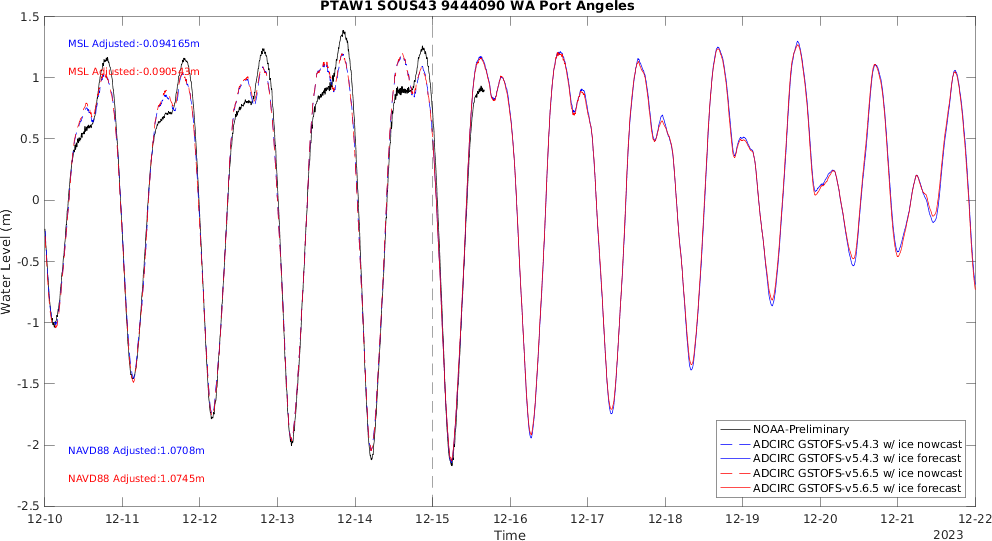 PTAW1 SOUS43 9444090 WA Port Angeles
Water Level (m)
1.5
1
0.5
0
-0.5
-1
-1.5
-2
-2.5
MSL Adjusted:-0.094165m
MSL Adjusted:-0.090543m
NAVD88 Adjusted:1.0708m
NAVD88 Adjusted:1.0745m
NOAA-Preliminary
ADCIRC GSTOFS-v5.4.3 w/ ice nowcast
ADCIRC GSTOFS-v5.4.3 w/ ice forecast
ADCIRC GSTOFS-v5.6.5 w/ ice nowcast
ADCIRC GSTOFS-v5.6.5 w/ ice forecast
12-10 12-11 12-12 12-13 12-14 12-15 12-16 12-17 12-18 12-19 12-20 12-21 12-22
Time
2023